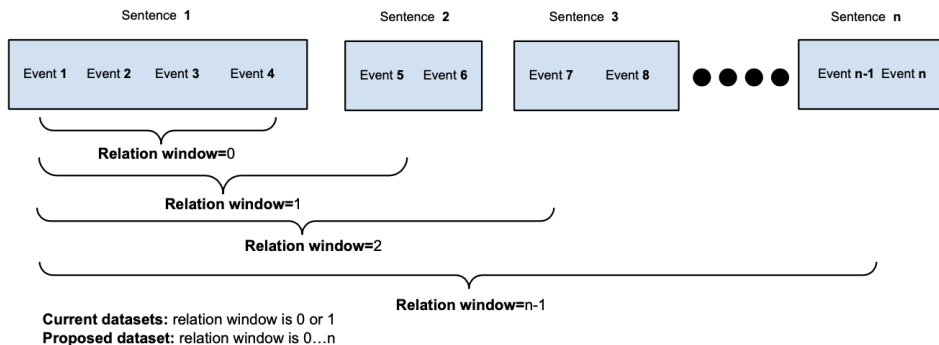 Sentence 1 Sentence 2 Sentence 3 Sentence n
Event 1 Event 2 Event 3 Event 4 Event 5 Event 6 Event 7 Event 8 Event n-1 Event n
Relation window=0
Relation window=1
Relation window=2
Relation window=n-1
Current datasets: relation window is 0 or 1
Proposed dataset: relation window is 0...n